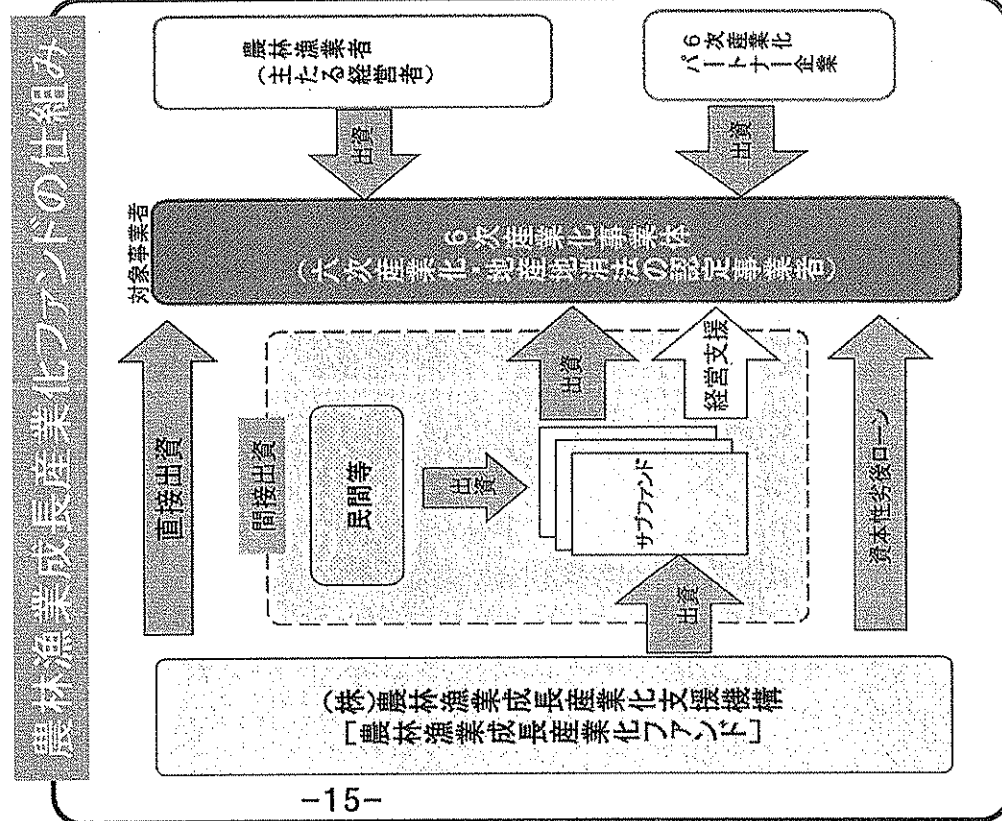 農林漁業成長産業化ファンドの仕組み
(株)農林漁業成長産業化支援機構
[農林漁業成長産業化ファンド]
直接出資
間接出資
民間等
出資
出資
サブファンド
出資
経営支援
資本性劣後ローン
対象事業者
6次産業化事業体
(六次産業化・地産地消法の認定事業者)
出資
出資
農林漁業者
(主たる経営者)
6次産業化
パートナー企業
-15-